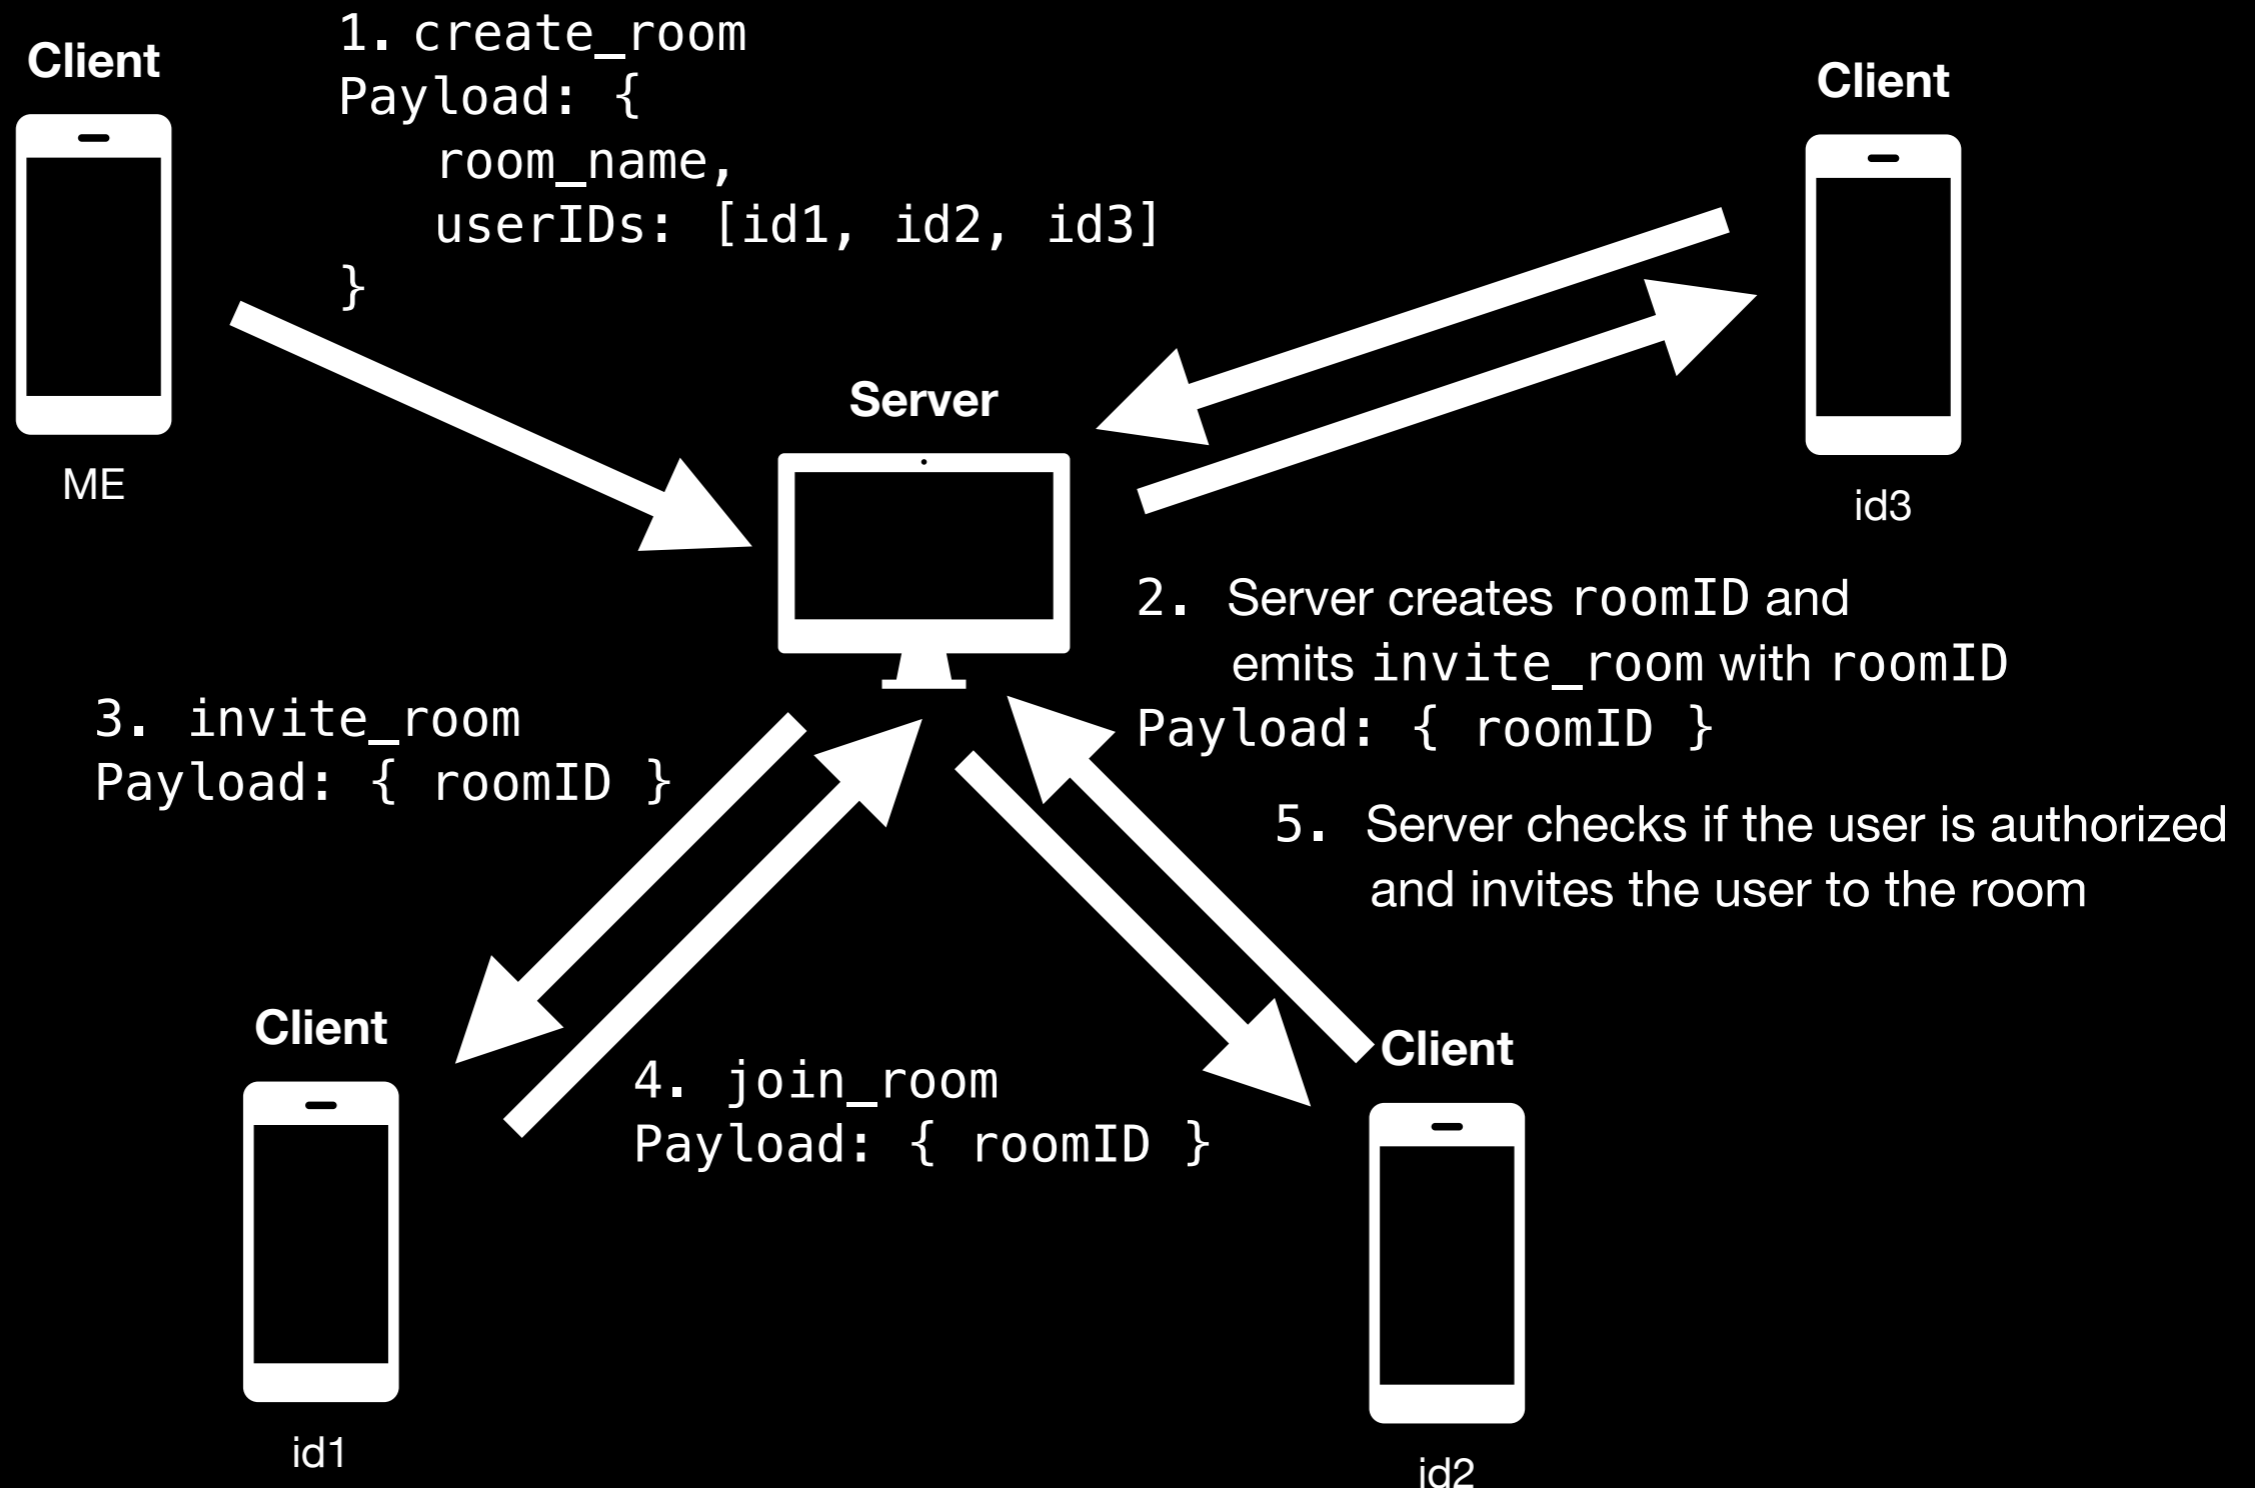 Client
1. create_room
Payload: {
room_name,
userIDs: [id1, id2, id3]
}
ME
Client
id3
Server
2. Server creates roomID and
emits invite_room with roomID
Payload: { roomID }
3. invite_room
Payload: { roomID }
5. Server checks if the user is authorized
and invites the user to the room
Client
id1
4. join_room
Payload: { roomID }
Client
id2